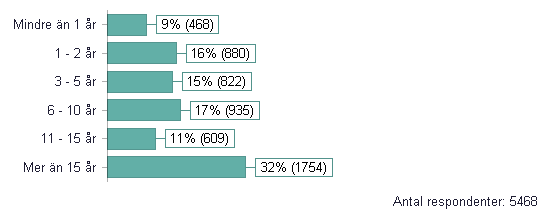 Mindre än 1 år 9% (468)
1 - 2 år 16% (880)
3 - 5 år 15% (822)
6 - 10 år 17% (935)
11 - 15 år 11% (609)
Mer än 15 år 32% (1754)
Antal respondenter: 5468